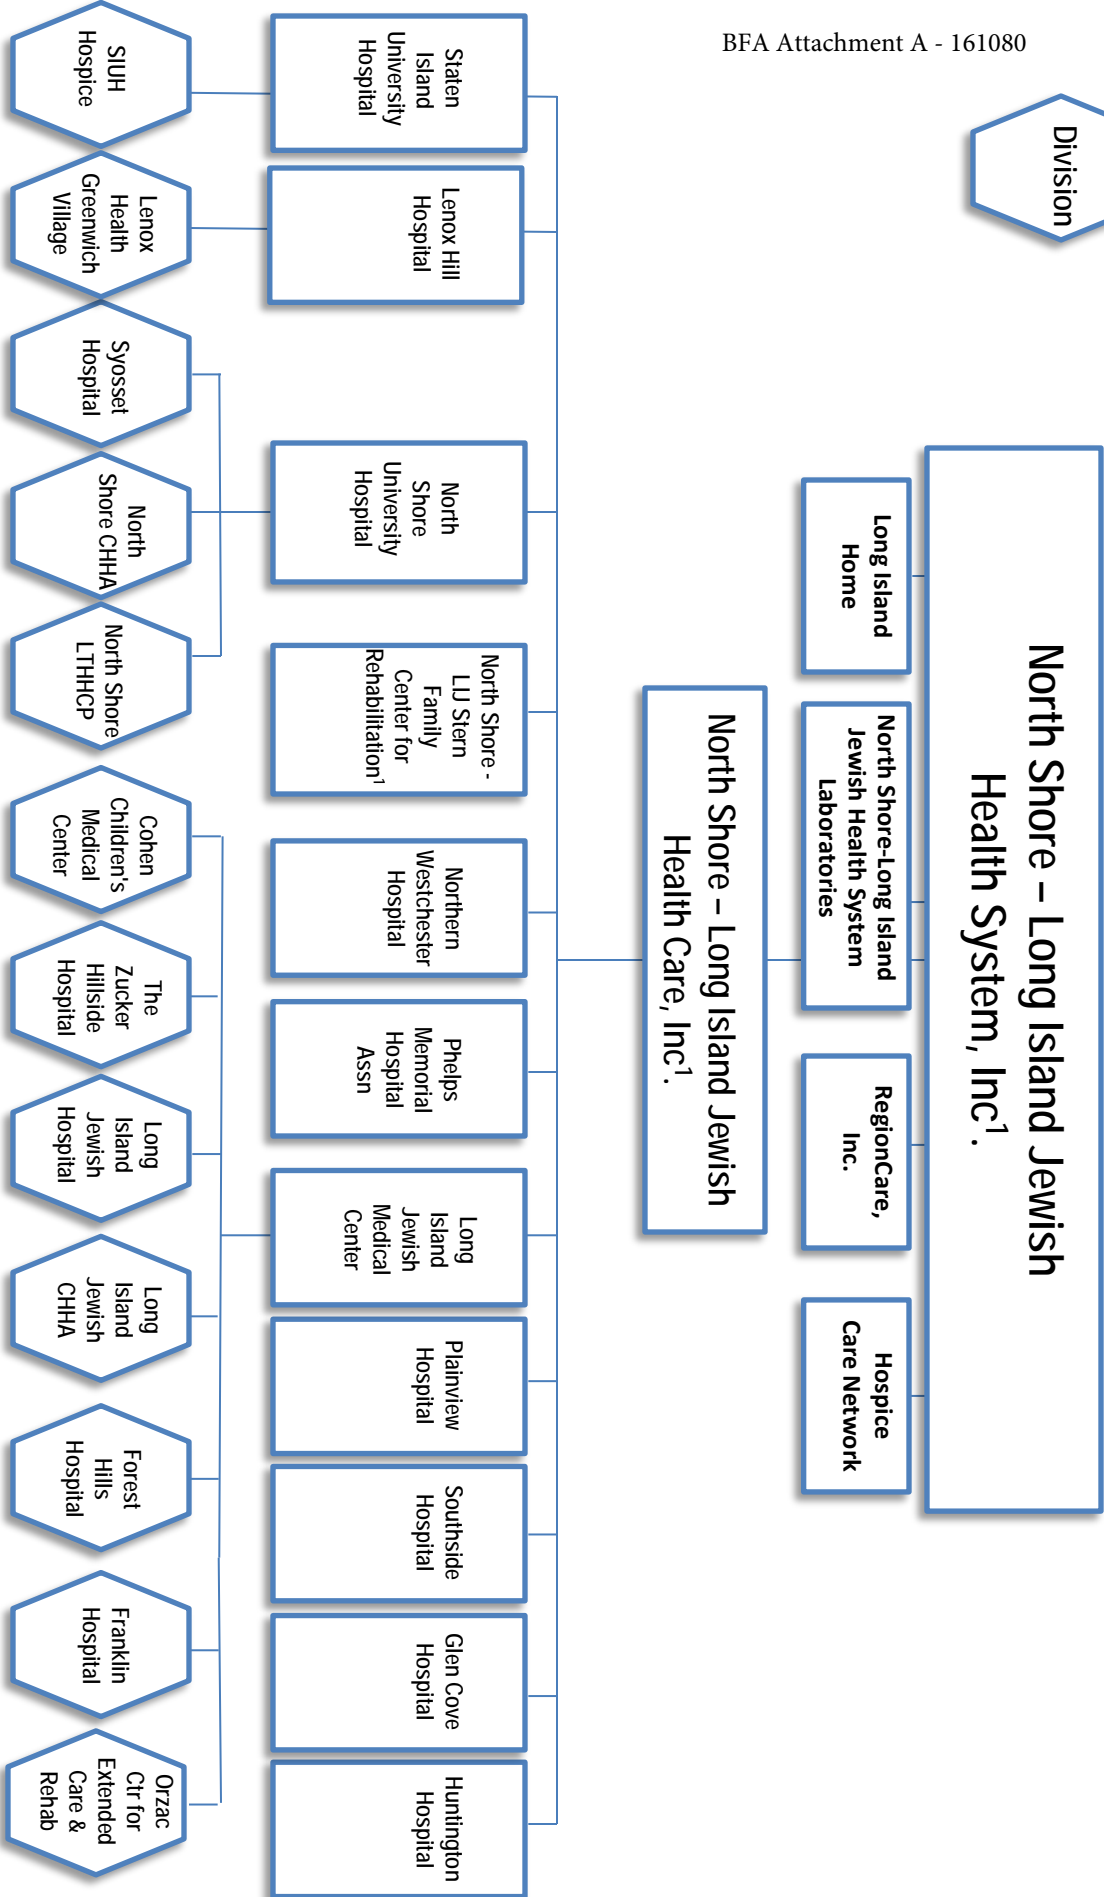 BFA Attachment A - 161080
Division
North Shore – Long Island Jewish
Health System, Inc¹.
Long Island
Home
North Shore-Long Island
Jewish Health System
Laboratories
RegionCare,
Inc.
Hospice
Care Network
North Shore – Long Island Jewish
Health Care, Inc¹.
Staten
Island
University
Hospital
Lenox Hill
Hospital
North
Shore
University
Hospital
North Shore -
LIJ Stern
Family
Center for
Rehabilitation¹
Northern
Westchester
Hospital
Phelps
Memorial
Hospital
Assn
Long
Island
Jewish
Medical
Center
Plainview
Hospital
Southside
Hospital
Glen Cove
Hospital
Huntington
Hospital
SIUH
Hospice
Lenox
Health
Greenwich
Village
Syosset
Hospital
North
Shore CHHA
North Shore
LTHHCP
Cohen
Children's
Medical
Center
The
Zucker
Hillside
Hospital
Long
Island
Jewish
Hospital
Long
Island
Jewish
CHHA
Forest
Hills
Hospital
Franklin
Hospital
Orzac
Ctr for
Extended
Care &
Rehab